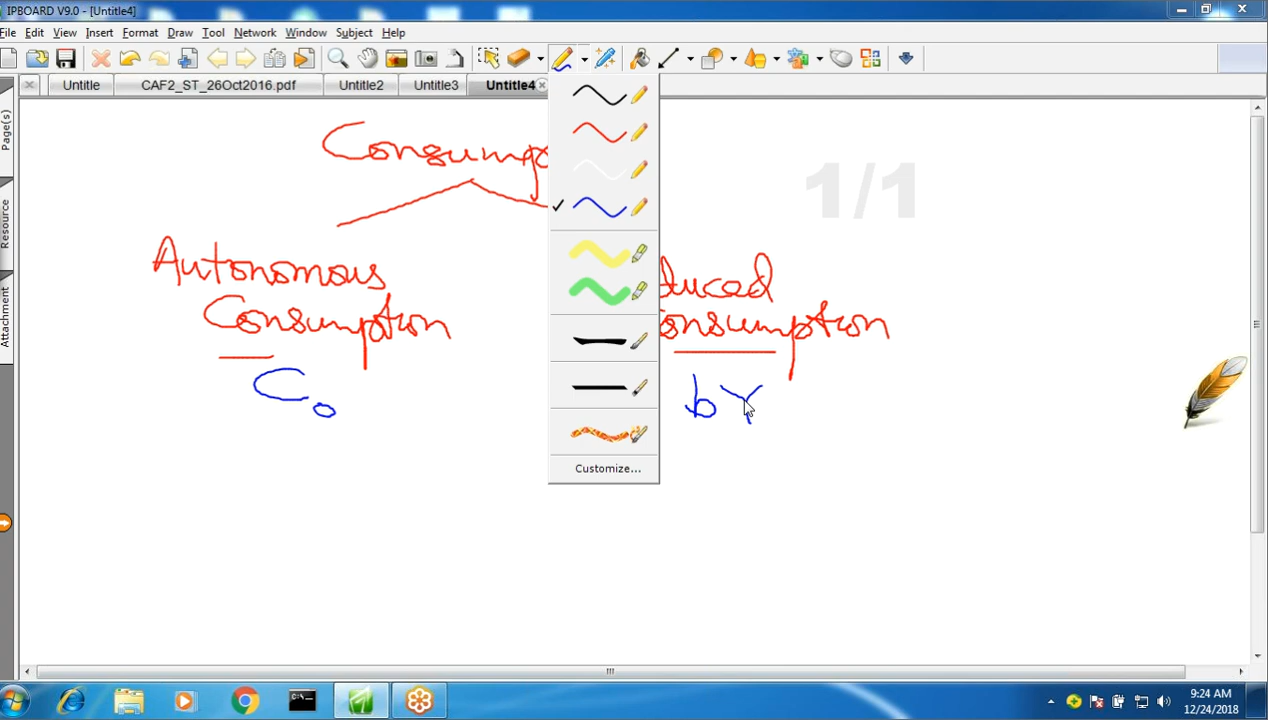 IPBOARD V9.0 - [Untitle4]
File Edit View Insert Format Draw Tool Network Window Subject Help
Untitle CAF2_ST_26Oct2016.pdf Untitle2 Untitle3 Untitle4
Page(s)
Resource
Attachment
1/1
Autonomous
Consumption
C₀
bY
Customize...
9:24 AM
12/24/2018